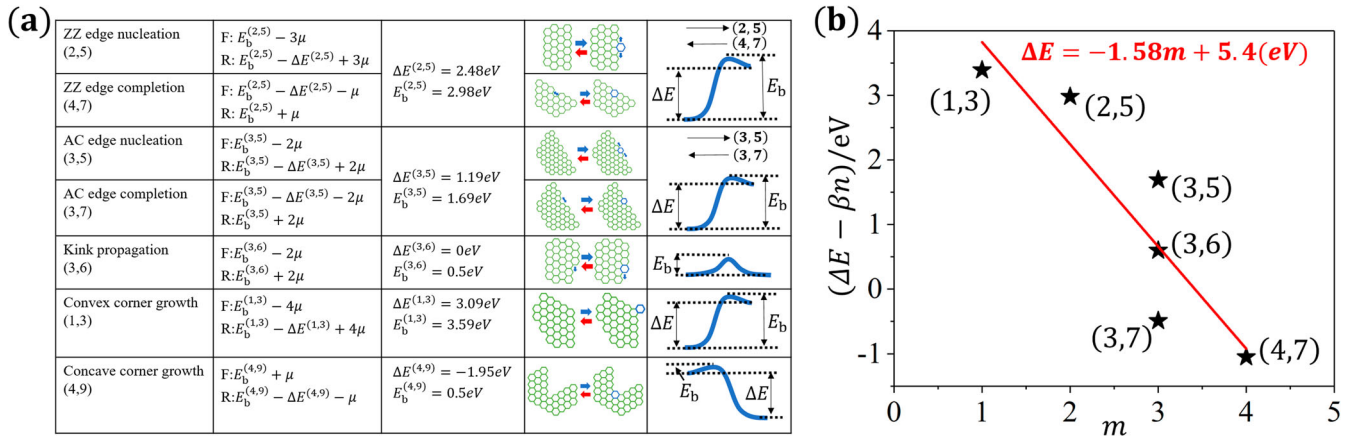 (a)
ZZ edge nucleation
(2,5)
F: E_b^(2,5) − 3μ
R: E_b^(2,5) − ΔE^(2,5) + 3μ
ΔE^(2,5) = 2.48eV
E_b^(2,5) = 2.98eV
(2,5)
(4,7)
ΔE
E_b
ZZ edge completion
(4,7)
F: E_b^(2,5) − ΔE^(2,5) − μ
R: E_b^(2,5) + μ
AC edge nucleation
(3,5)
F:E_b^(3,5) − 2μ
R:E_b^(3,5) − ΔE^(3,5) + 2μ
ΔE^(3,5) = 1.19eV
E_b^(3,5) = 1.69eV
(3,5)
(3,7)
ΔE
E_b
AC edge completion
(3,7)
F:E_b^(3,5) − ΔE^(3,5) − 2μ
R:E_b^(3,5) + 2μ
Kink propagation
(3,6)
F:E_b^(3,6) − 2μ
R:E_b^(3,6) + 2μ
ΔE^(3,6) = 0eV
E_b^(3,6) = 0.5eV
E_b
Convex corner growth
(1,3)
F:E_b^(1,3) − 4μ
R:E_b^(1,3) − ΔE^(1,3) + 4μ
ΔE^(1,3) = 3.09eV
E_b^(1,3) = 3.59eV
ΔE
E_b
Concave corner growth
(4,9)
F:E_b^(4,9) + μ
R:E_b^(4,9) − ΔE^(4,9) − μ
ΔE^(4,9) = −1.95eV
E_b^(4,9) = 0.5eV
E_b
ΔE
(b)
ΔE = −1.58m + 5.4(eV)
(ΔE − βn)/eV
4
3
2
1
0
-1
(1,3)
(2,5)
(3,5)
(3,6)
(3,7)
(4,7)
0
1
2
3
4
5
m